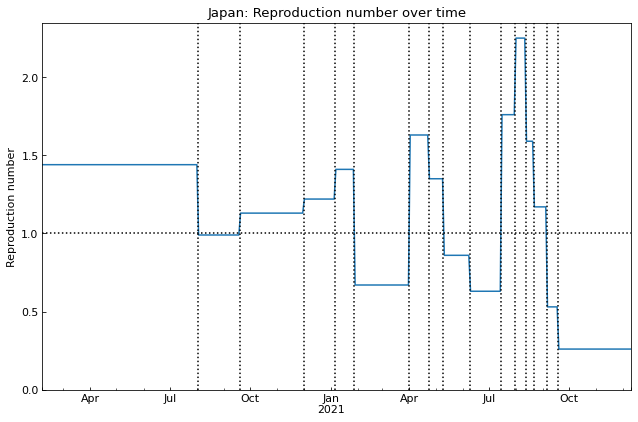 Japan: Reproduction number over time
Reproduction number
2.0
1.5
1.0
0.5
0.0
Apr Jul Oct Jan Apr Jul Oct
2021